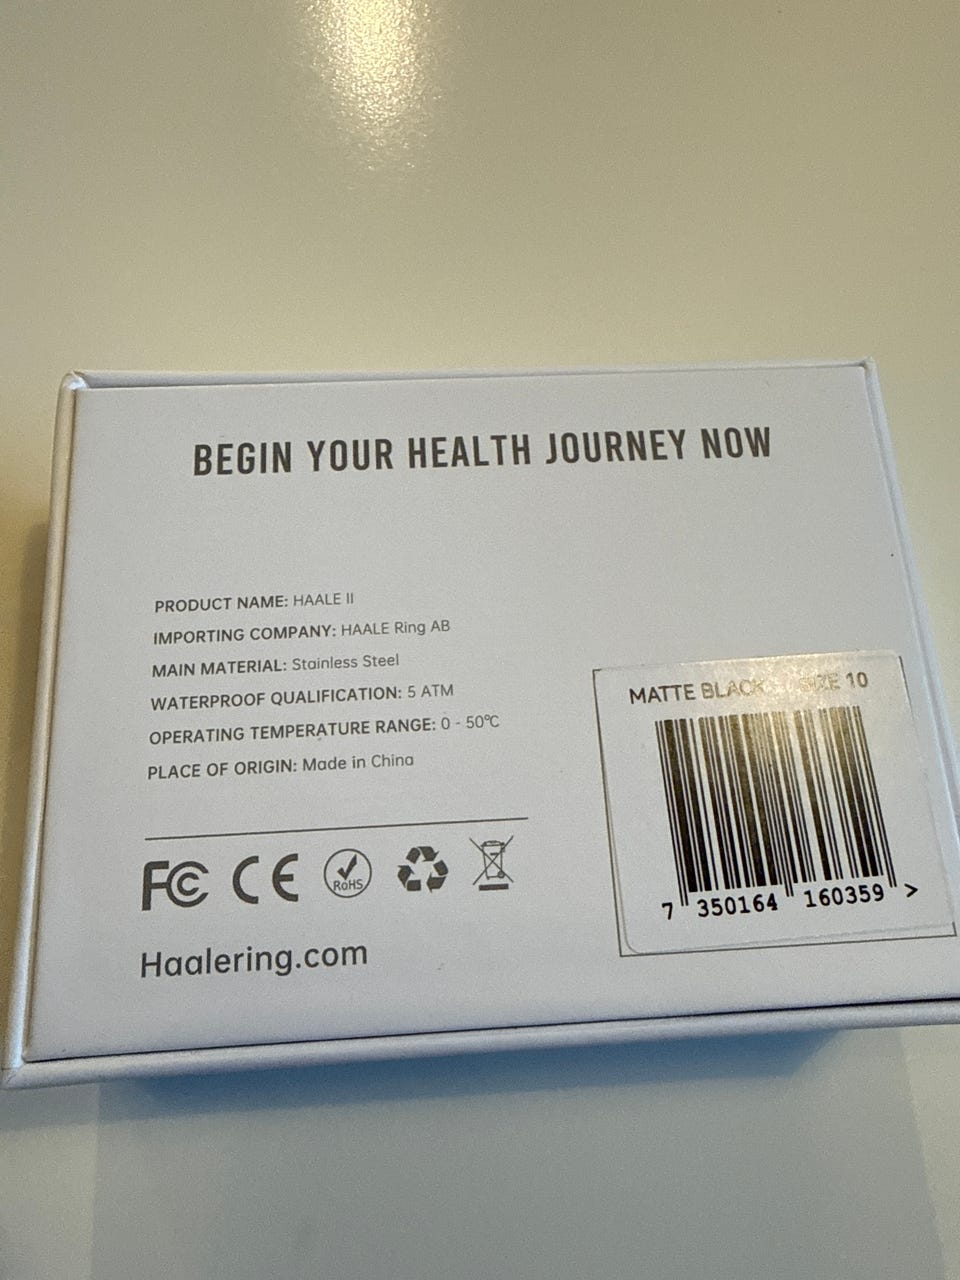 BEGIN YOUR HEALTH JOURNEY NOW
PRODUCT NAME: HAALE II
IMPORTING COMPANY: HAALE Ring AB
MAIN MATERIAL: Stainless Steel
WATERPROOF QUALIFICATION: 5 ATM
OPERATING TEMPERATURE RANGE: 0 - 50℃
PLACE OF ORIGIN: Made in China
FC CE RoHS
Haalering.com
MATTE BLACK SIZE 10
7 350164 160359 >